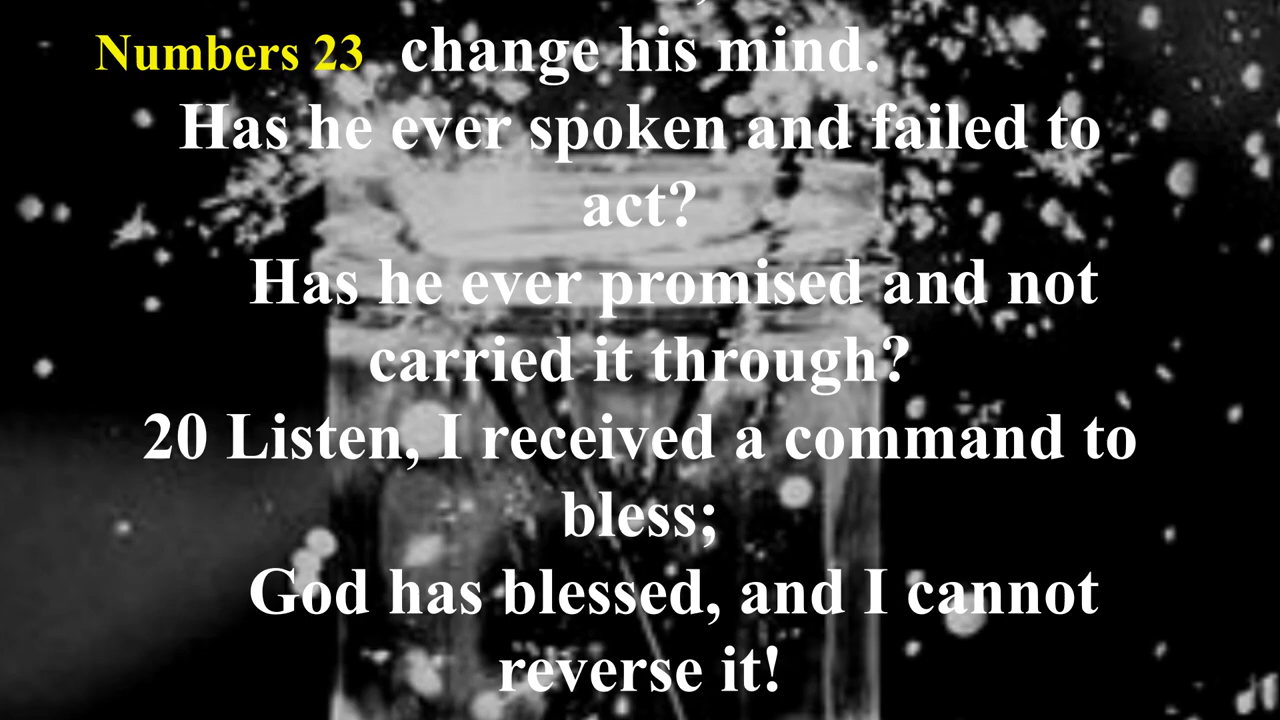 Numbers 23 change his mind.
Has he ever spoken and failed to
act?
Has he ever promised and not
carried it through?
20 Listen, I received a command to
bless;
God has blessed, and I cannot
reverse it!